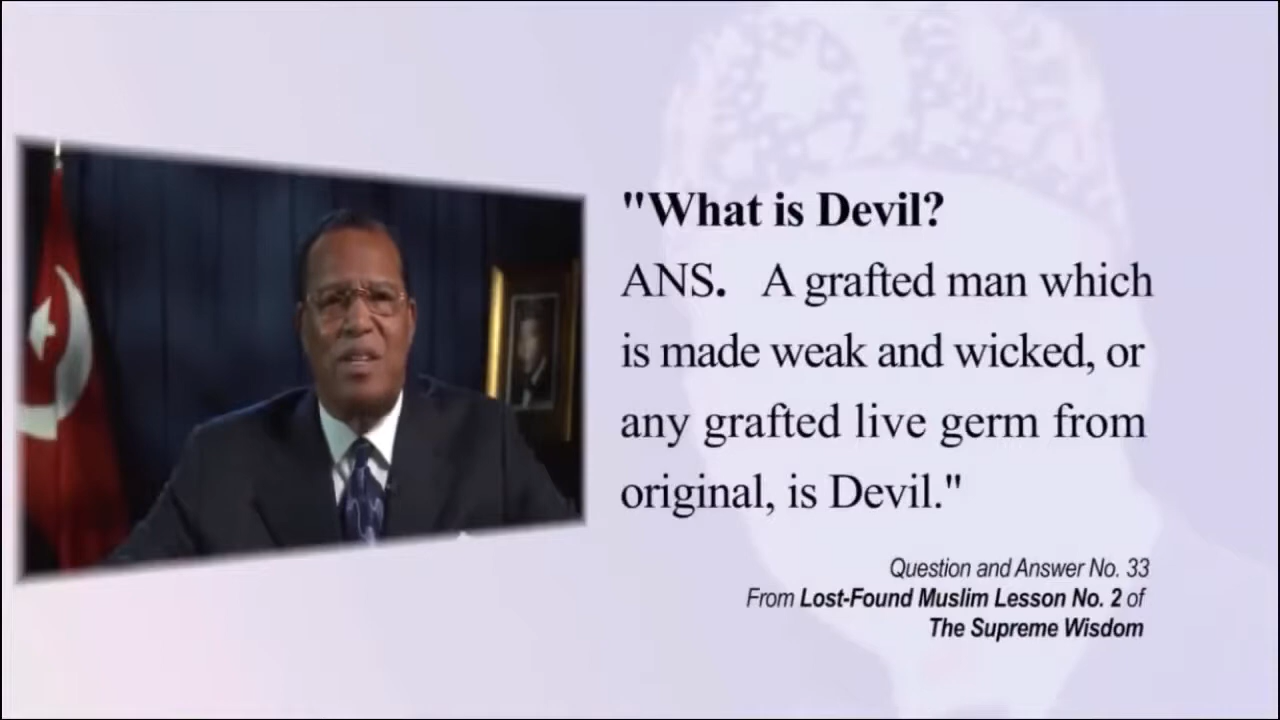 "What is Devil?
ANS. A grafted man which
is made weak and wicked, or
any grafted live germ from
original, is Devil."
Question and Answer No. 33
From Lost-Found Muslim Lesson No. 2 of
The Supreme Wisdom